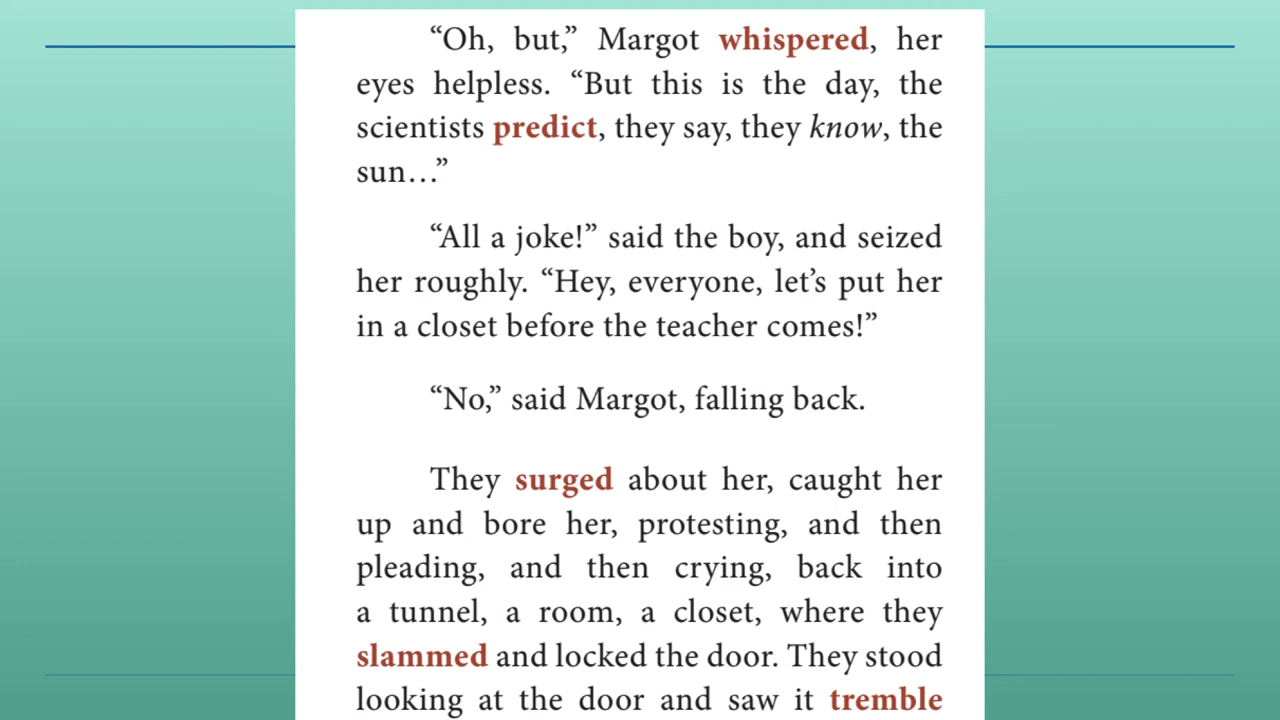 “Oh, but,” Margot whispered, her
eyes helpless. “But this is the day, the
scientists predict, they say, they know, the
sun…”
“All a joke!” said the boy, and seized
her roughly. “Hey, everyone, let’s put her
in a closet before the teacher comes!”
“No,” said Margot, falling back.
They surged about her, caught her
up and bore her, protesting, and then
pleading, and then crying, back into
a tunnel, a room, a closet, where they
slammed and locked the door. They stood
looking at the door and saw it tremble